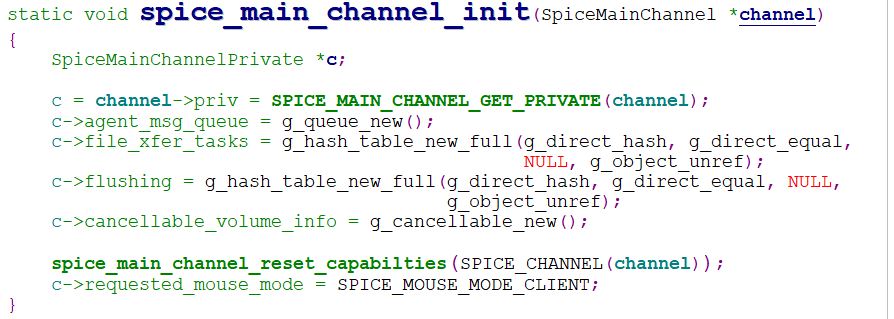 static void spice_main_channel_init(SpiceMainChannel *channel)
{
    SpiceMainChannelPrivate *c;

    c = channel->priv = SPICE_MAIN_CHANNEL_GET_PRIVATE(channel);
    c->agent_msg_queue = g_queue_new();
    c->file_xfer_tasks = g_hash_table_new_full(g_direct_hash, g_direct_equal,
                                               NULL, g_object_unref);
    c->flushing = g_hash_table_new_full(g_direct_hash, g_direct_equal, NULL,
                                        g_object_unref);
    c->cancellable_volume_info = g_cancellable_new();

    spice_main_channel_reset_capabilties(SPICE_CHANNEL(channel));
    c->requested_mouse_mode = SPICE_MOUSE_MODE_CLIENT;
}